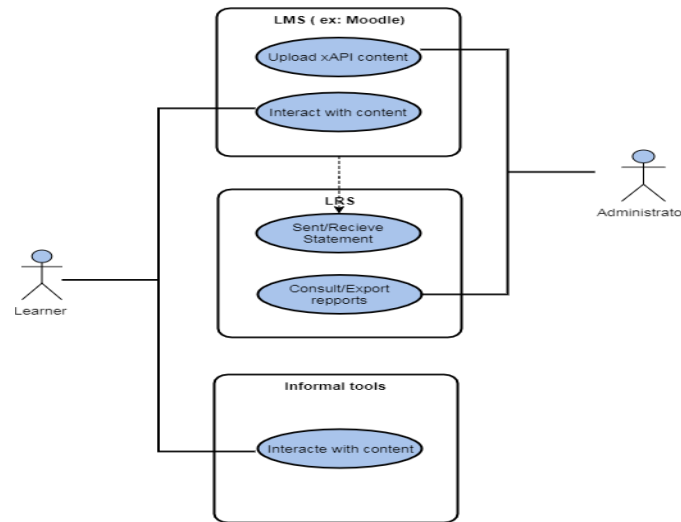 LMS ( ex: Moodle)
Upload xAPI content
Interact with content
LRS
Sent/Recieve
Statement
Consult/Export
repports
Informal tools
Interacte with content
Learner
Administrato